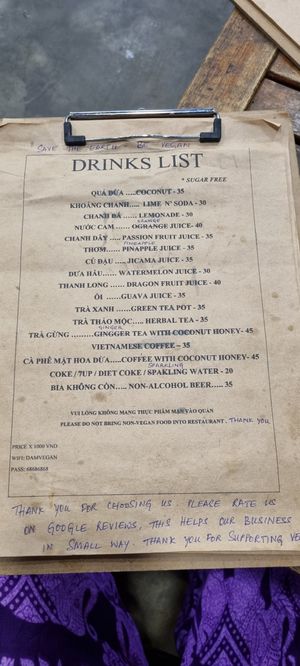 SAVE THE EARTH - BE VEGAN
DRINKS LIST
* SUGAR FREE
QUẢ DỪA ....COCONUT - 35
KHOÁNG CHANH.... LIME N' SODA - 30
CHANH ĐÁ ...... LEMONADE - 30
ORANGE
NƯỚC CAM ......OGRANGE JUICE- 40
CHANH DÂY ....PASSION FRUIT JUICE - 35
PINEAPPLE
THƠM..... PINAPPLE JUICE - 35
CỦ ĐẬU .... JICAMA JUICE - 35
DƯA HẤU..... WATERMELON JUICE - 30
THANH LONG ..... DRAGON FRUIT JUICE - 40
ỔI .....GUAVA JUICE - 35
TRÀ XANH ......GREEN TEA POT - 35
TRÀ THẢO MỘC.... HERBAL TEA - 35
GINGER
TRÀ GỪNG ...........GINGGER TEA WITH COCONUT HONEY- 45
VIETNAMESE COFFEE – 35
CÀ PHÊ MẬT HOA DỪA.....COFFEE WITH COCONUT HONEY- 45
SPARKLING
COKE / 7UP / DIET COKE / SPAKLING WATER - 20
BIA KHÔNG CỒN..... NON-ALCOHOL BEER..... 35
VUI LÒNG KHÔNG MANG THỰC PHẨM MẶN VÀO QUÁN
PLEASE DO NOT BRING NON-VEGAN FOOD INTO RESTAURANT. THANK YOU
PRICE X 1000 VND
WIFI: DAMVEGAN
PASS: 68686868
THANK YOU FOR CHOOSING US. PLEASE RATE US
ON GOOGLE REVIEWS, THIS HELPS OUR BUSINESS
IN SMALL WAY. THANK YOU FOR SUPPORTING VE